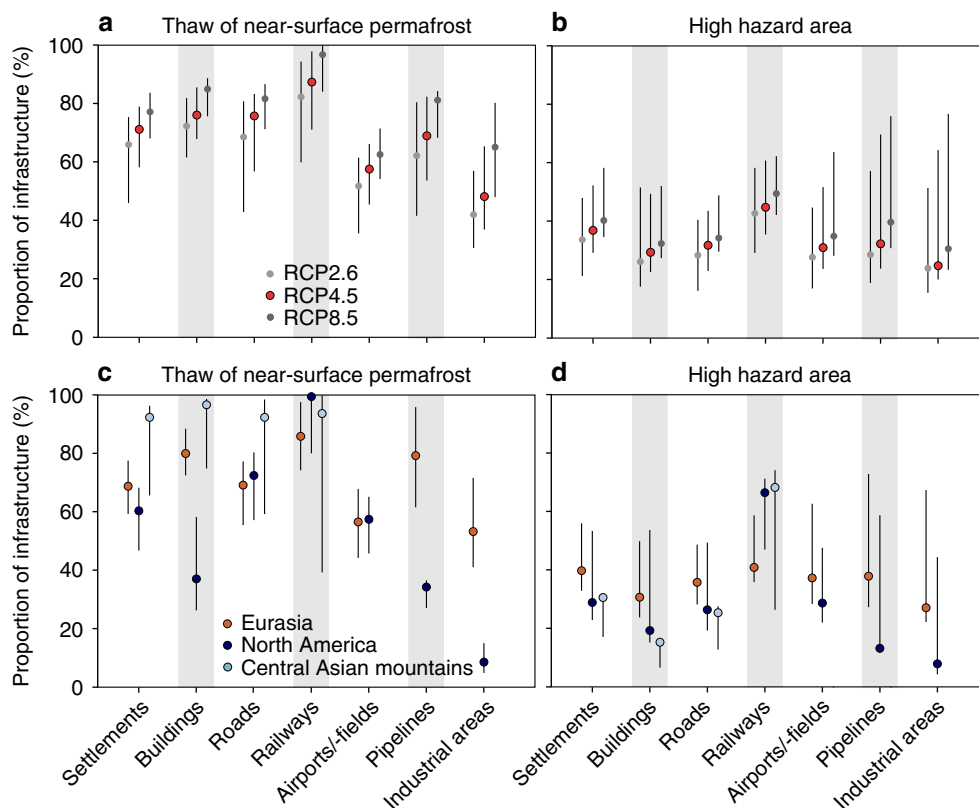 a Thaw of near-surface permafrost
b High hazard area
Proportion of infrastructure (%)
100
80
60
40
20
0
RCP2.6
RCP4.5
RCP8.5
c Thaw of near-surface permafrost
d High hazard area
Proportion of infrastructure (%)
100
80
60
40
20
0
Eurasia
North America
Central Asian mountains
Settlements
Buildings
Roads
Railways
Airports/-fields
Pipelines
Industrial areas
Settlements
Buildings
Roads
Railways
Airports/-fields
Pipelines
Industrial areas